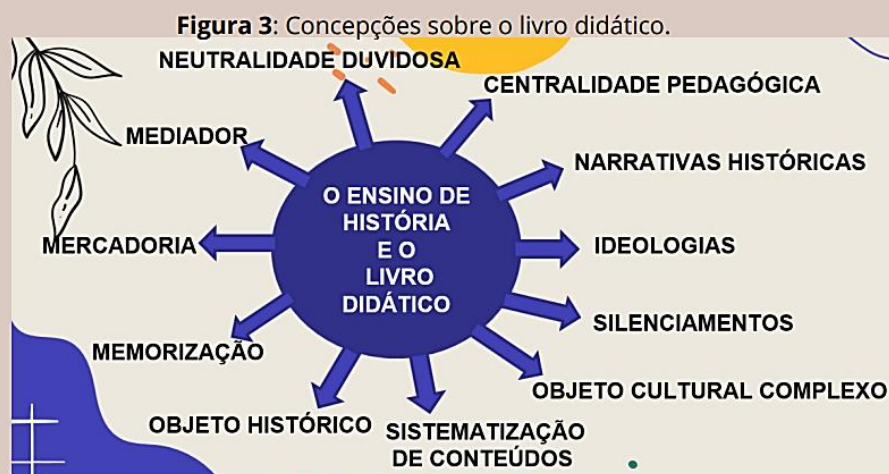 Figura 3: Concepções sobre o livro didático.
NEUTRALIDADE DUVIDOSA
CENTRALIDADE PEDAGÓGICA
MEDIADOR
NARRATIVAS HISTÓRICAS
O ENSINO DE
HISTÓRIA
E O
LIVRO
DIDÁTICO
MERCADORIA
IDEOLOGIAS
SILENCIAMENTOS
MEMORIZAÇÃO
OBJETO CULTURAL COMPLEXO
OBJETO HISTÓRICO
SISTEMATIZAÇÃO
DE CONTEÚDOS